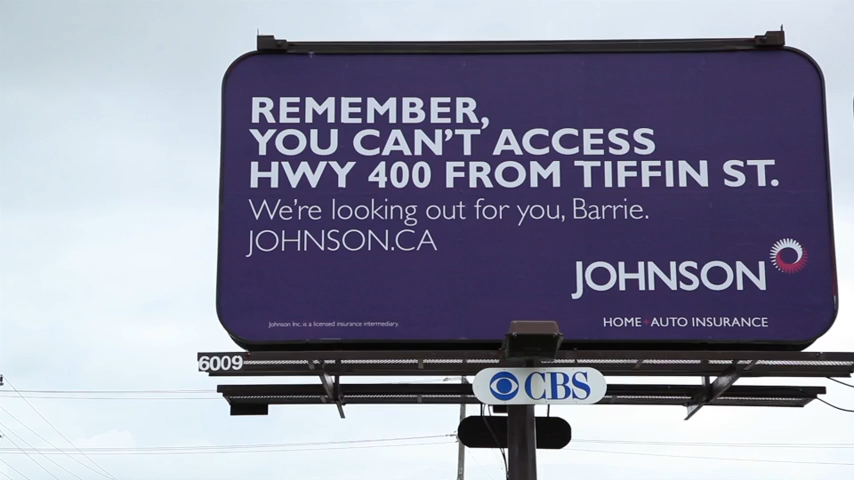 REMEMBER,
YOU CAN'T ACCESS
HWY 400 FROM TIFFIN ST.
We're looking out for you, Barrie.
JOHNSON.CA
JOHNSON
Johnson Inc. is a licensed insurance intermediary.
HOME+AUTO INSURANCE
6009
CBS